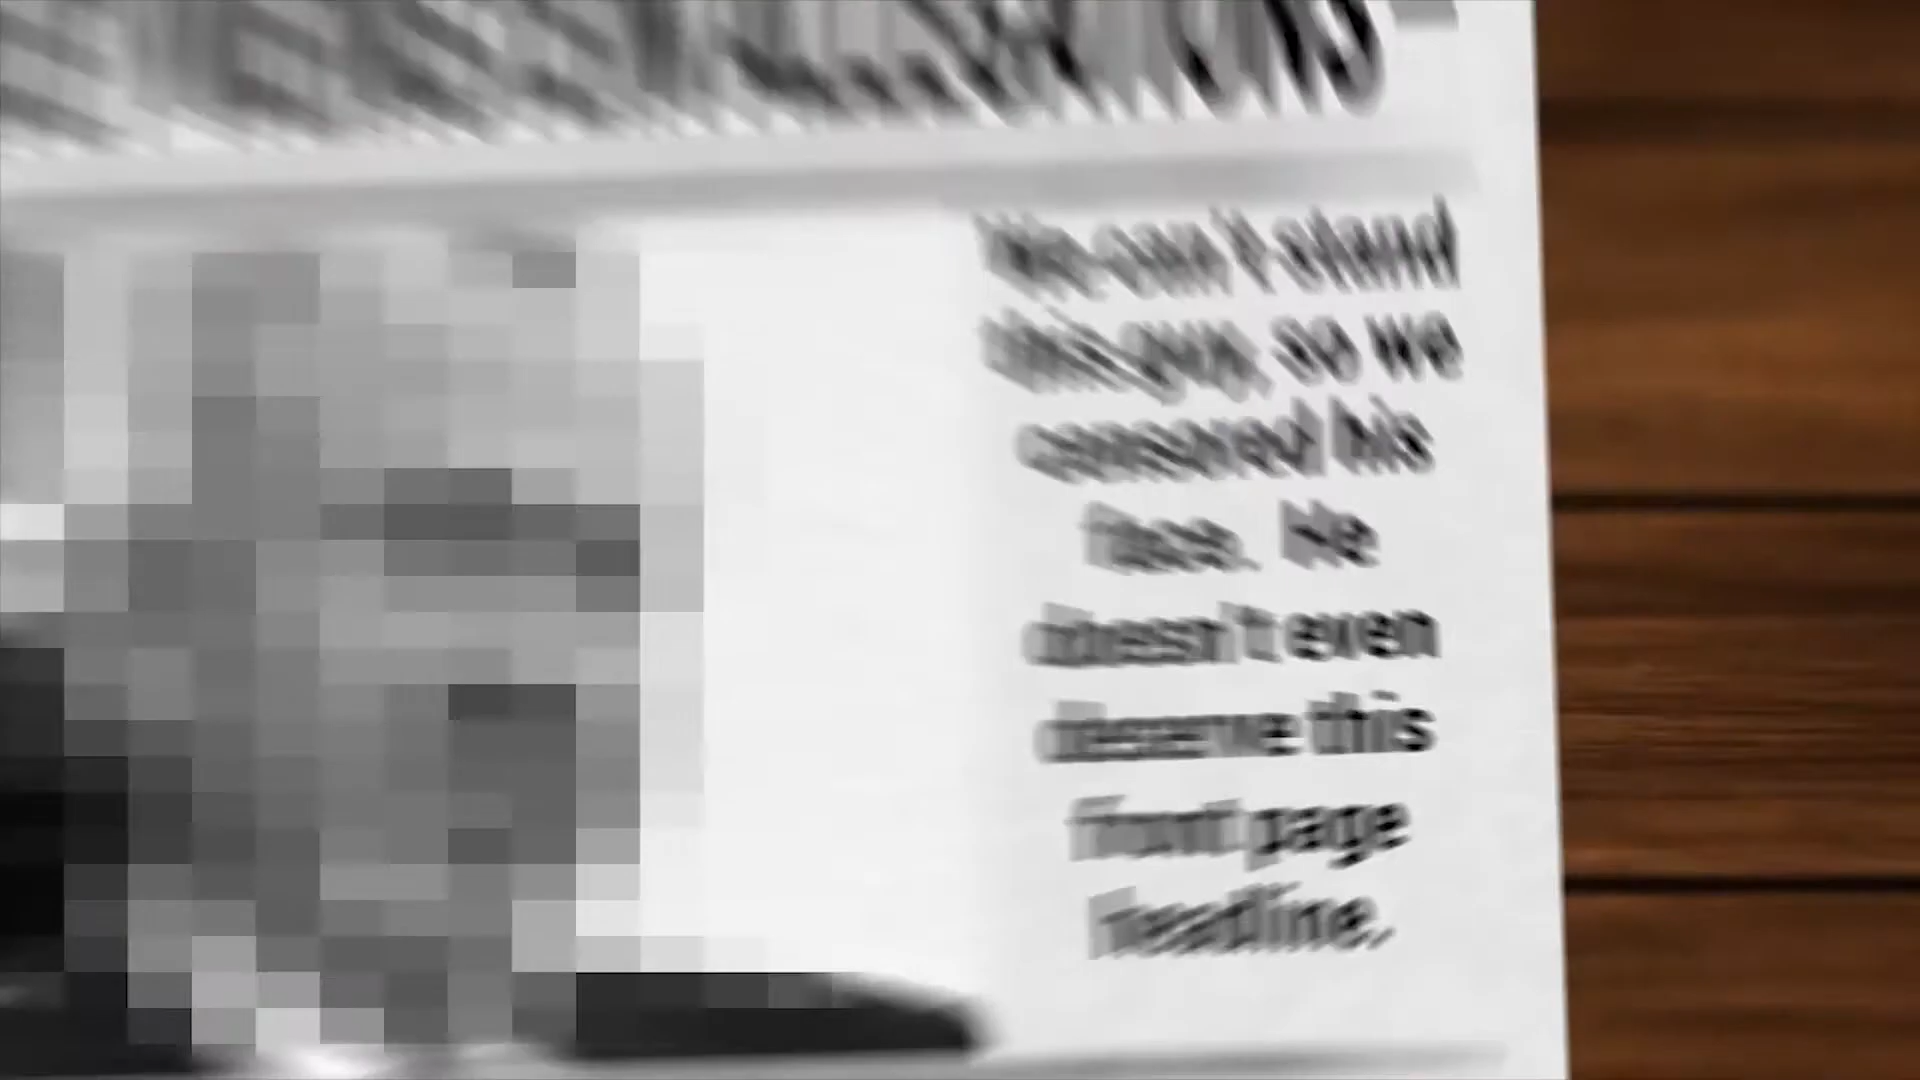 We can't stand
this guy, so we
censored his
face. He
doesn't even
deserve this
front page
headline.